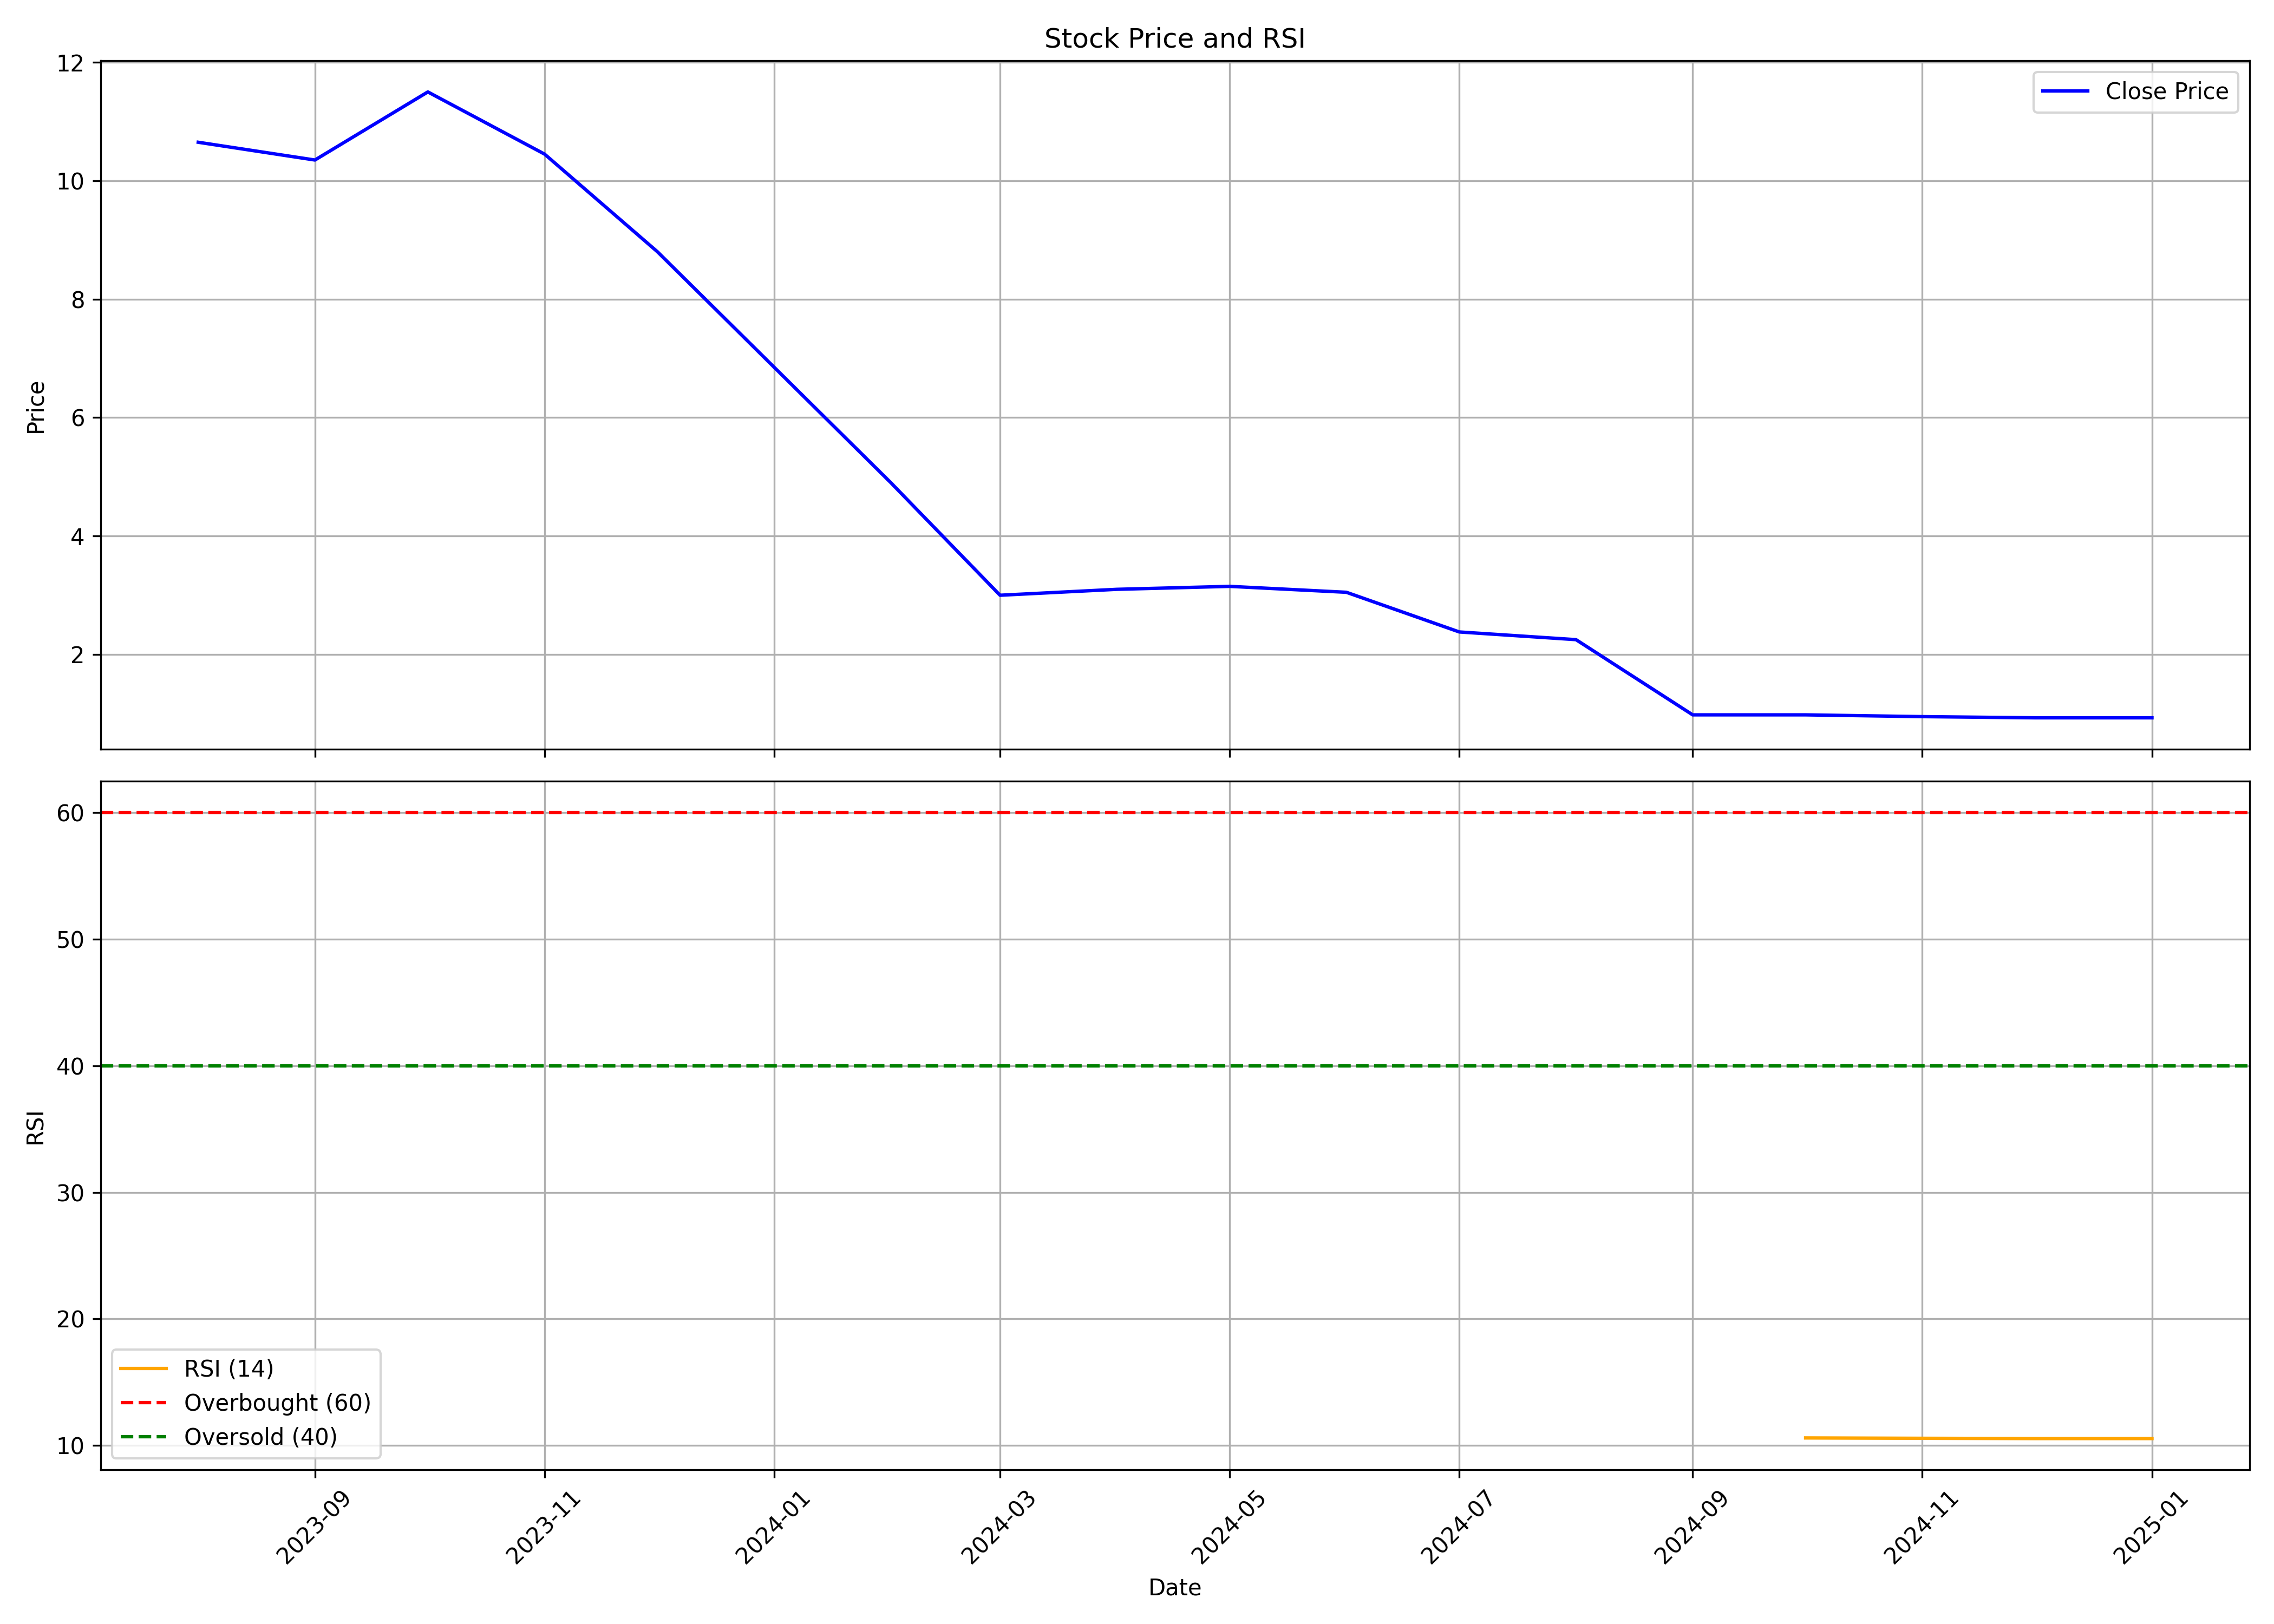 Stock Price and RSI
12
10
8
6
4
2
Price
Close Price
60
50
40
30
20
10
RSI
RSI (14)
Overbought (60)
Oversold (40)
2023-09
2023-11
2024-01
2024-03
2024-05
2024-07
2024-09
2024-11
2025-01
Date